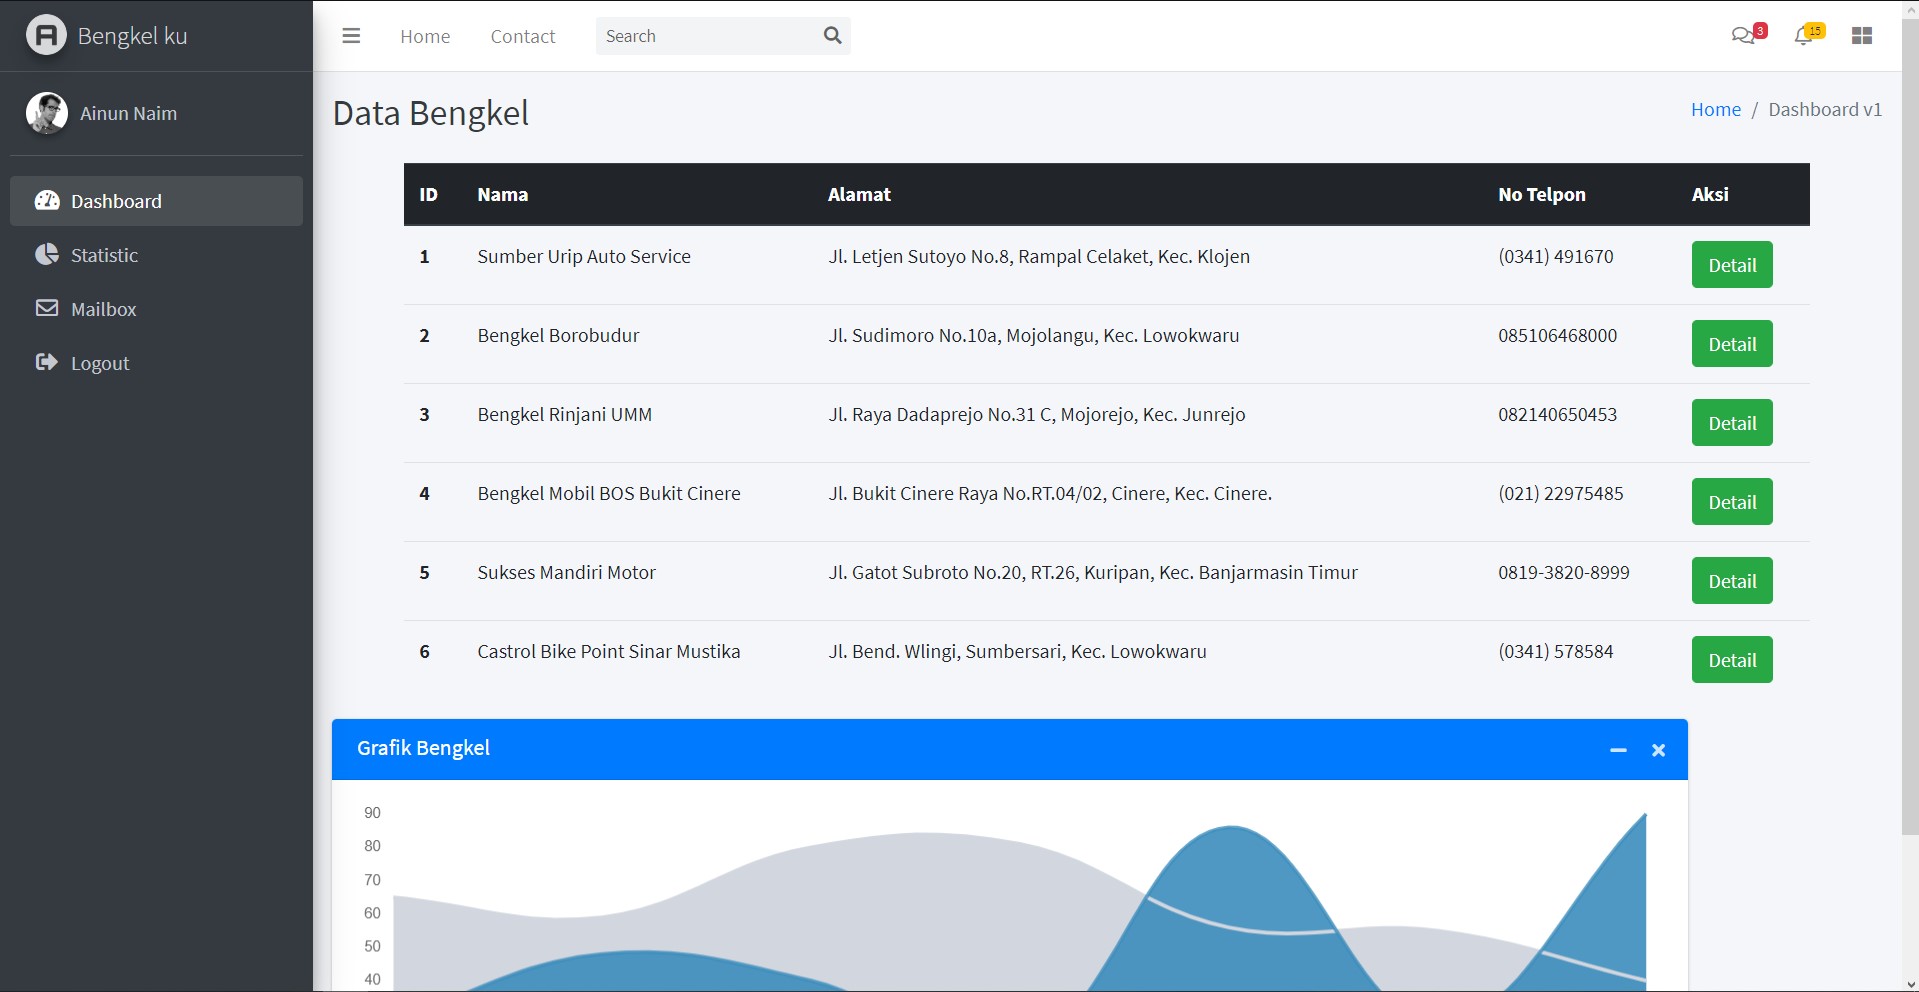 Bengkel ku
Home Contact Search 3 15
Ainun Naim
Dashboard
Statistic
Mailbox
Logout
Data Bengkel
Home / Dashboard v1
ID Nama Alamat No Telpon Aksi
1 Sumber Urip Auto Service Jl. Letjen Sutoyo No.8, Rampal Celaket, Kec. Klojen (0341) 491670 Detail
2 Bengkel Borobudur Jl. Sudimoro No.10a, Mojolangu, Kec. Lowokwaru 085106468000 Detail
3 Bengkel Rinjani UMM Jl. Raya Dadaprejo No.31 C, Mojorejo, Kec. Junrejo 082140650453 Detail
4 Bengkel Mobil BOS Bukit Cinere Jl. Bukit Cinere Raya No.RT.04/02, Cinere, Kec. Cinere. (021) 22975485 Detail
5 Sukses Mandiri Motor Jl. Gatot Subroto No.20, RT.26, Kuripan, Kec. Banjarmasin Timur 0819-3820-8999 Detail
6 Castrol Bike Point Sinar Mustika Jl. Bend. Wlingi, Sumbersari, Kec. Lowokwaru (0341) 578584 Detail
Grafik Bengkel
90
80
70
60
50
40